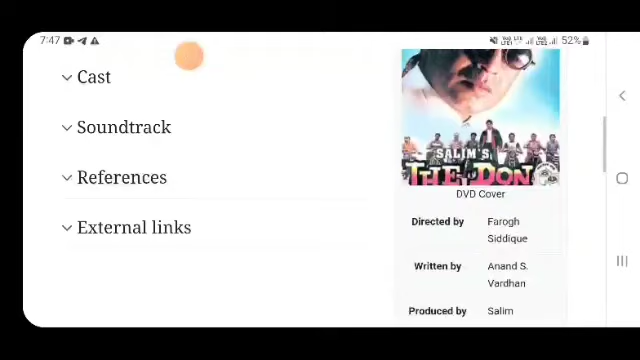 7:47
52%
Cast
Soundtrack
References
External links
SALIM'S
THE DON
DVD Cover
Directed by Farogh
Siddique
Written by Anand S.
Vardhan
Produced by Salim